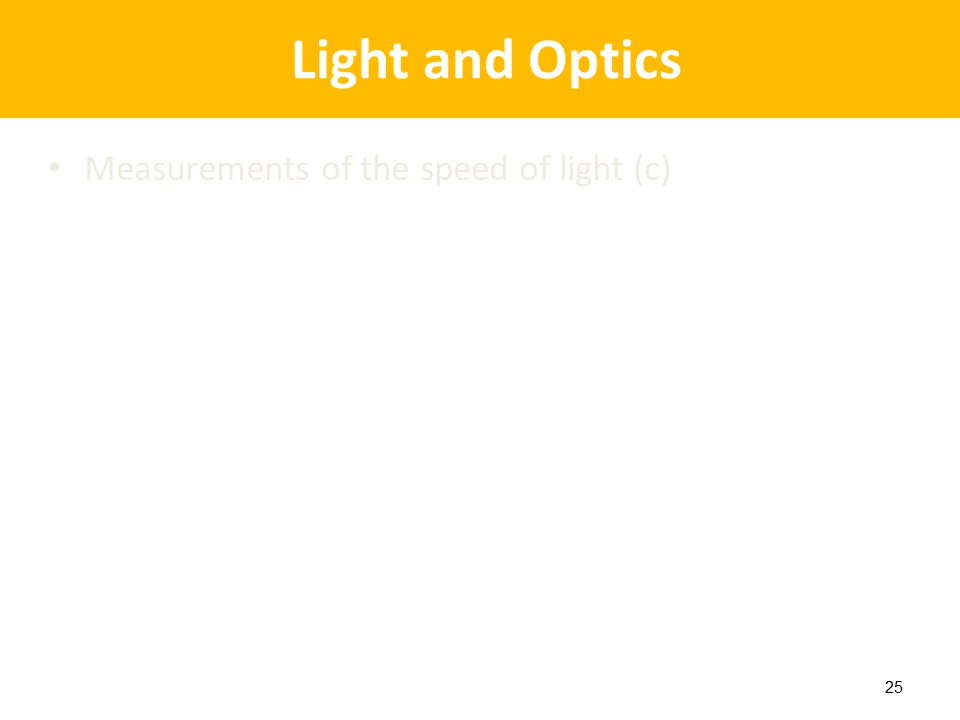 Light and Optics
• Measurements of the speed of light (c)
25